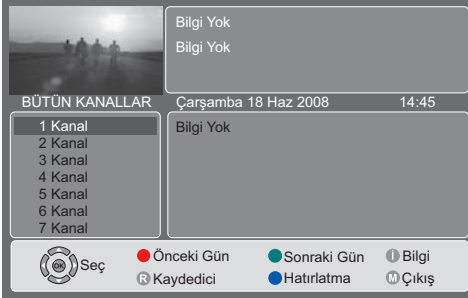 Bilgi Yok
Bilgi Yok
BÜTÜN KANALLAR Çarşamba 18 Haz 2008 14:45
1 Kanal
2 Kanal
3 Kanal
4 Kanal
5 Kanal
6 Kanal
7 Kanal
Bilgi Yok
OK Seç Önceki Gün Sonraki Gün I Bilgi
R Kaydedici Hatırlatma M Çıkış